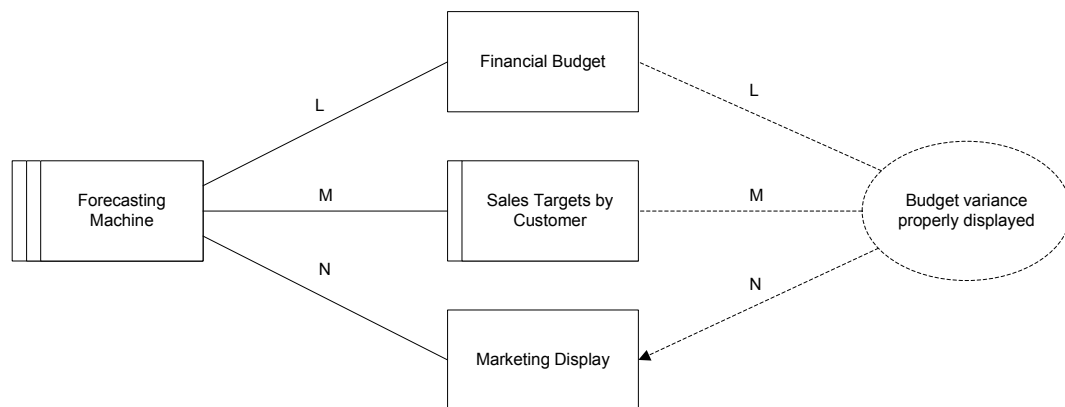 Financial Budget
L
L
Forecasting
Machine
M
Sales Targets by
Customer
M
Budget variance
properly displayed
N
N
Marketing Display